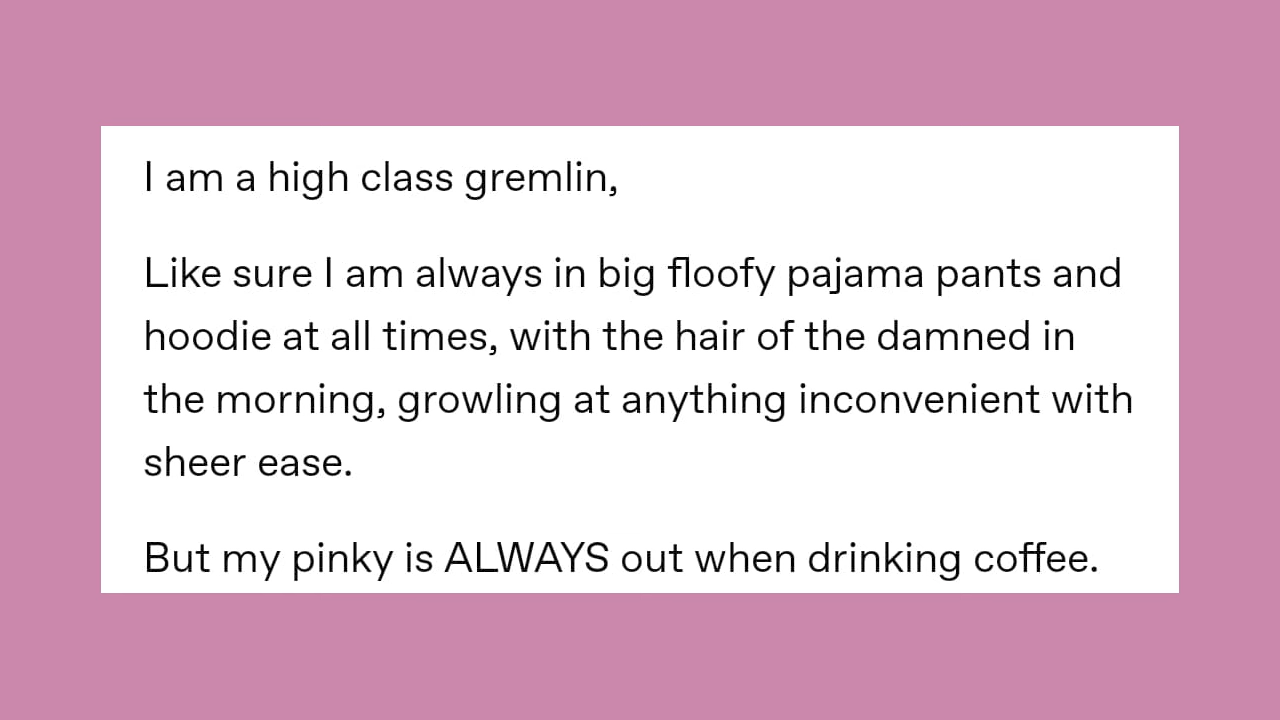 I am a high class gremlin,
Like sure I am always in big floofy pajama pants and
hoodie at all times, with the hair of the damned in
the morning, growling at anything inconvenient with
sheer ease.
But my pinky is ALWAYS out when drinking coffee.